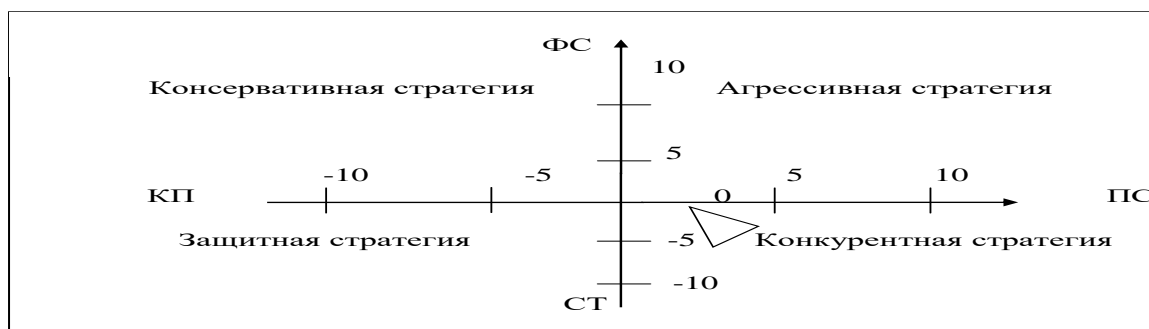 ФС
10
Консервативная стратегия Агрессивная стратегия
5
-10 -5 5 10
КП 0 ПС
Защитная стратегия -5 Конкурентная стратегия
-10
СТ